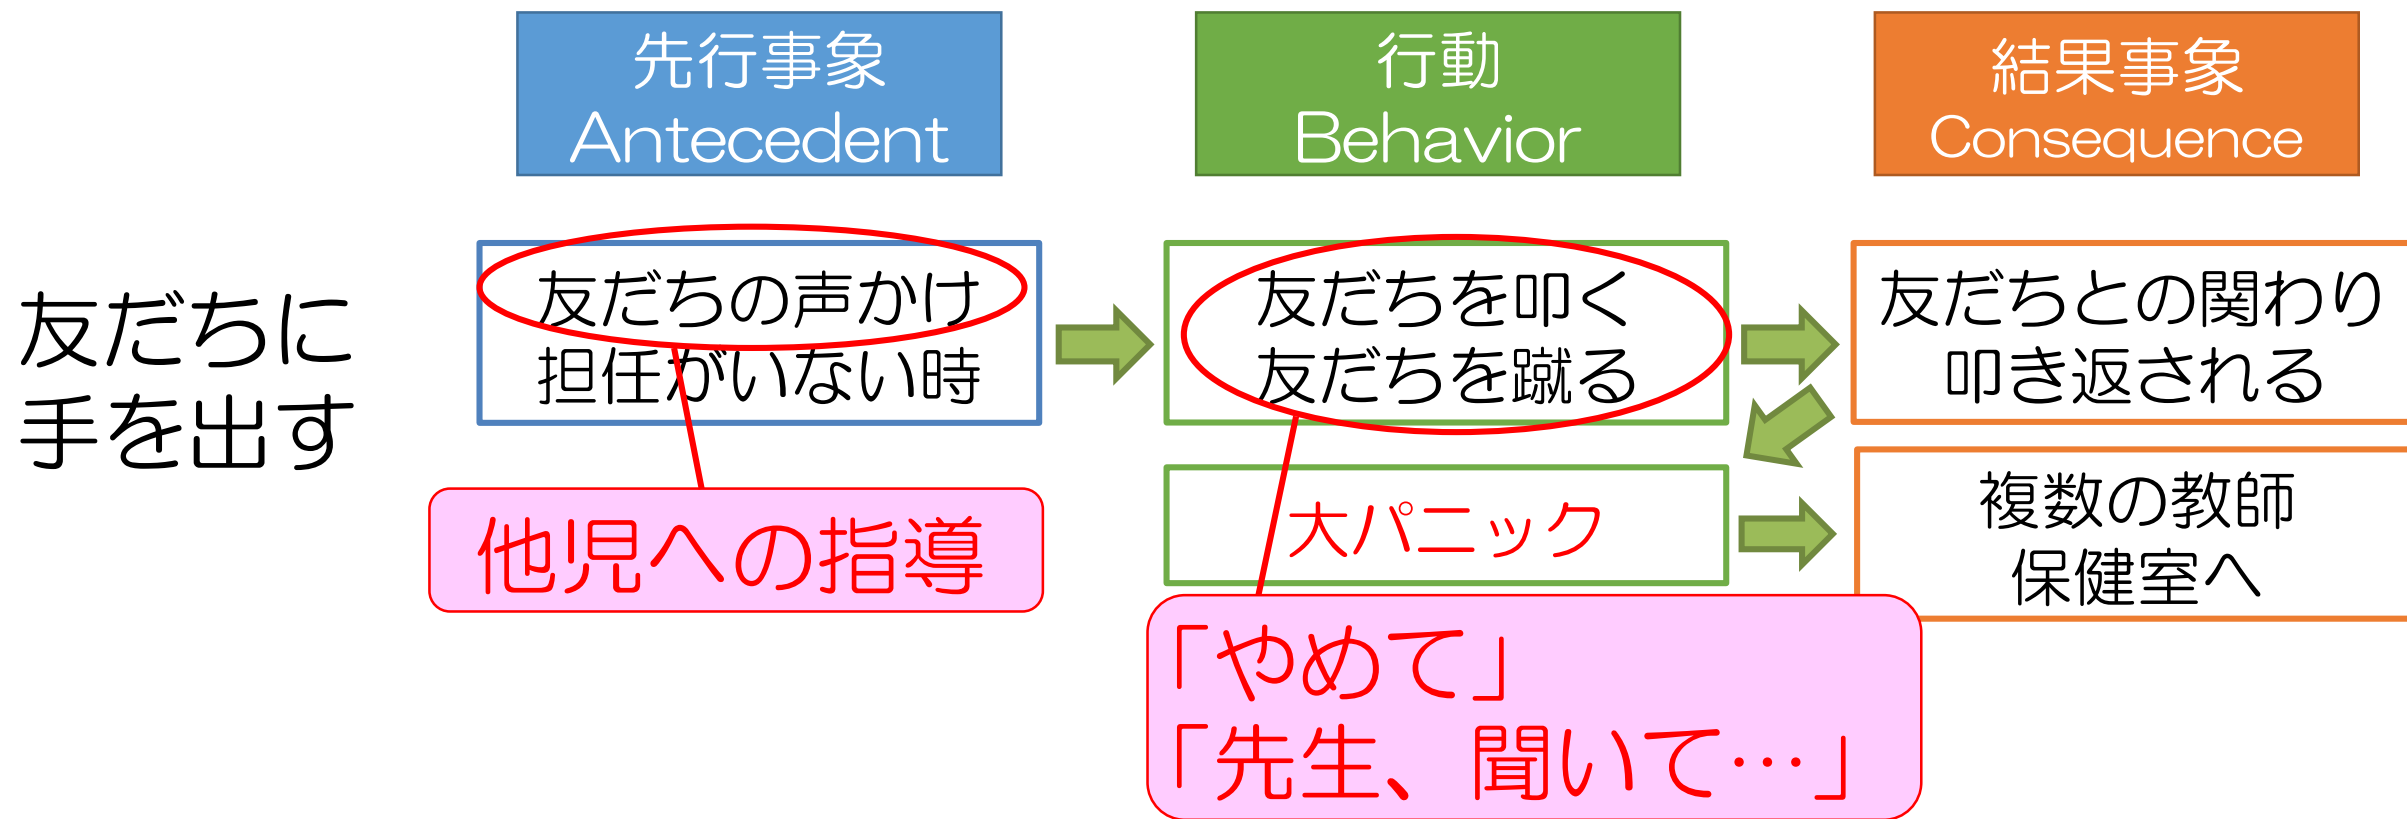 先行事象
Antecedent
行動
Behavior
結果事象
Consequence
友だちに
手を出す
友だちの声かけ
担任がいない時
友だちを叩く
友だちを蹴る
友だちとの関わり
叩き返される
大パニック
複数の教師
保健室へ
他児への指導
「やめて」
「先生、聞いて…」